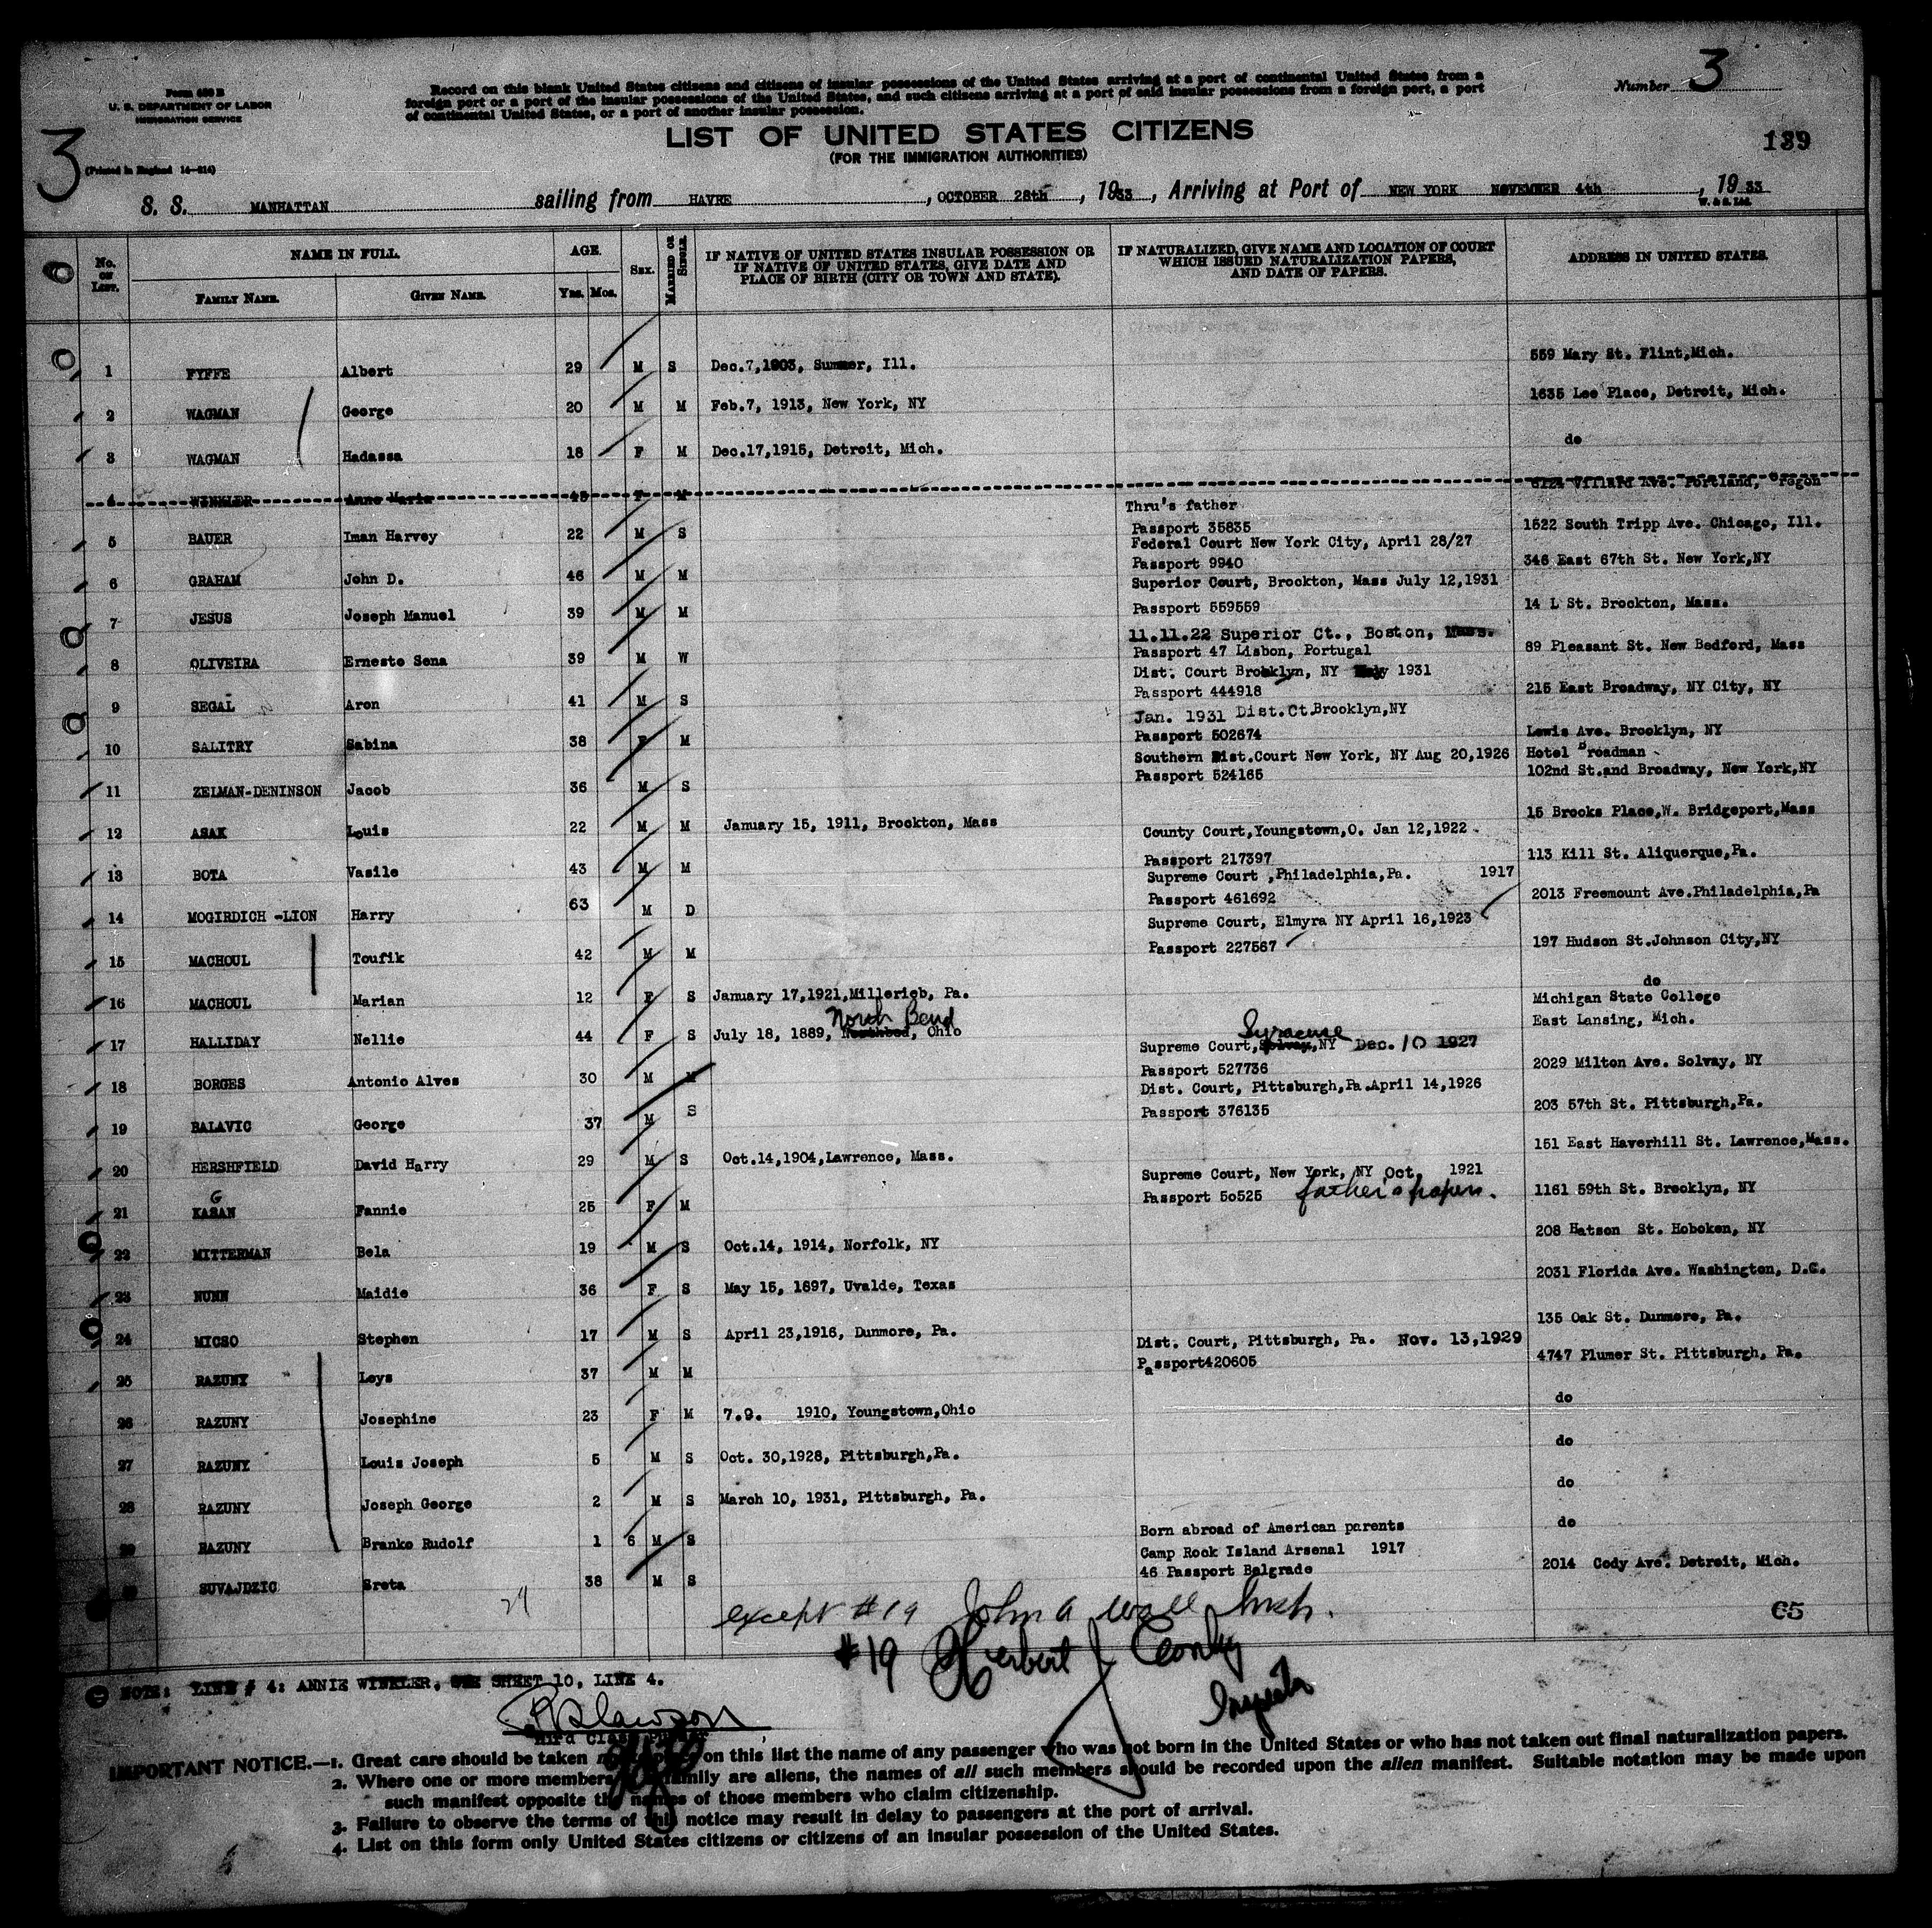 Form 630 B
U. S. DEPARTMENT OF LABOR
IMMIGRATION SERVICE
3
(Printed in England 14-214)
Record on this blank United States citizens and citizens of insular possessions of the United States arriving at a port of continental United States from a
foreign port or a port of the insular possessions of the United States, and such citizens arriving at a port of said insular possessions from a foreign port, a port
of continental United States, or a port of another insular possession.
Number 3
LIST OF UNITED STATES CITIZENS
(FOR THE IMMIGRATION AUTHORITIES)
139
S. S. MANHATTAN sailing from HAVRE, OCTOBER 28th, 1933, Arriving at Port of NEW YORK NOVEMBER 4th, 1933
W. & S. Ltd.
No. ON LIST. NAME IN FULL. FAMILY NAME. GIVEN NAME. AGE. Yrs. Mos. SEX. MARRIED OR SINGLE. IF NATIVE OF UNITED STATES INSULAR POSSESSION OR IF NATIVE OF UNITED STATES, GIVE DATE AND PLACE OF BIRTH (CITY OR TOWN AND STATE). IF NATURALIZED, GIVE NAME AND LOCATION OF COURT WHICH ISSUED NATURALIZATION PAPERS, AND DATE OF PAPERS. ADDRESS IN UNITED STATES.
1 FYFFE Albert 29 M S Dec.7,1903, Sumner, Ill. 559 Mary St. Flint,Mich.
2 WAGMAN George 20 M M Feb.7, 1913, New York, NY 1635 Lee Place, Detroit, Mich.
3 WAGMAN Hadassa 18 F M Dec.17,1915, Detroit, Mich. do
4 WINKLER Anne Marie 45 F M Villard Ave. Portland, Oregon
5 BAUER Iman Harvey 22 M S Thru's father Passport 35835 1522 South Tripp Ave. Chicago, Ill.
6 GRAHAM John D. 46 M M Federal Court New York City, April 28/27 Passport 9940 346 East 67th St. New York,NY
7 JESUS Joseph Manuel 39 M M Superior Court, Brockton, Mass July 12,1931 Passport 559559 14 L St. Brockton, Mass.
8 OLIVEIRA Ernesto Sena 39 M W 11.11.22 Superior Ct., Boston, Mass. Passport 47 Lisbon, Portugal 89 Pleasant St. New Bedford, Mass
9 SEGAL Aron 41 M S Dist. Court Brooklyn, NY May 1931 Passport 444918 215 East Broadway, NY City, NY
10 SALITRY Sabina 38 F M Jan. 1931 Dist.Ct.Brooklyn,NY Passport 502674 Lewis Ave. Brooklyn, NY
11 ZELMAN-DENINSON Jacob 36 M S Southern Dist.Court New York, NY Aug 20,1926 Passport 524165 Hotel Broadman 102nd St.and Broadway, New York,NY
12 ASAK Louis 22 M M January 15, 1911, Brockton, Mass 15 Brooks Place,W. Bridgeport,Mass
13 BOTA Vasile 43 M M County Court,Youngstown,O. Jan 12,1922. Passport 217397 113 Kill St. Aliquerque,Pa.
14 MOGIRDICH -LION Harry 63 M D Supreme Court ,Philadelphia,Pa. 1917 Passport 461692 2013 Freemount Ave.Philadelphia,Pa
15 MACHOUL Toufik 42 M M Supreme Court, Elmyra NY April 16,1923 Passport 227567 197 Hudson St.Johnson City,NY
16 MACHOUL Marian 12 F S January 17,1921,Millerieb, Pa. do
17 HALLIDAY Nellie 44 F S July 18, 1889, North Bend, Ohio Michigan State College East Lansing, Mich.
18 BORGES Antonio Alves 30 M M Supreme Court, Solvay Syracuse,NY Dec. 10 1927 Passport 527736 2029 Milton Ave. Solvay, NY
19 BALAVIC George 37 M S Dist. Court, Pittsburgh,Pa.April 14,1926 Passport 376135 203 57th St. Pittsburgh,Pa.
20 HERSHFIELD David Harry 29 M S Oct.14,1904,Lawrence, Mass. 151 East Haverhill St. Lawrence,Mass.
21 KASAN G Fannie 25 F M Supreme Court, New York, NY Oct. 1921 Passport 50525 father's papers. 1161 59th St. Brooklyn, NY
22 MITTERMAN Bela 19 M S Oct.14, 1914, Norfolk, NY 208 Hatson St. Hoboken, NY
23 NUNN Maidie 36 F S May 15, 1897, Uvalde, Texas 2031 Florida Ave. Washington, D.C.
24 MICSO Stephen 17 M S April 23,1916, Dunmore, Pa. 135 Oak St. Dunmore, Pa.
25 RAZUNY Loys 37 M M Dist. Court, Pittsburgh, Pa. Nov. 13,1929 Passport420605 4747 Plumer St. Pittsburgh, Pa.
26 RAZUNY Josephine 23 F M 7.9. 1910, Youngstown,Ohio do
27 RAZUNY Louis Joseph 5 M S Oct. 30,1928, Pittsburgh,Pa. do
28 RAZUNY Joseph George 2 M S March 10, 1931, Pittsburgh, Pa. do
29 RAZUNY Branko Rudolf 1 6 M S Born abroad of American parents do
30 SUVAJDZIC Sreta 38 M S Camp Rock Island Arsenal 1917 46 Passport Belgrade 2014 Cody Ave. Detroit, Mich.
29
except #19 John A Wall Insp.
65
#19 Herbert J Conly
Inspector
NOTE: LINE # 4: ANNIE WINKLER, SEE SHEET 10, LINE 4.
Lawson
Third Class
IMPORTANT NOTICE.—1. Great care should be taken on this list the name of any passenger who was not born in the United States or who has not taken out final naturalization papers.
2. Where one or more members family are aliens, the names of all such members should be recorded upon the alien manifest. Suitable notation may be made upon
such manifest opposite the names of those members who claim citizenship.
3. Failure to observe the terms of this notice may result in delay to passengers at the port of arrival.
4. List on this form only United States citizens or citizens of an insular possession of the United States.